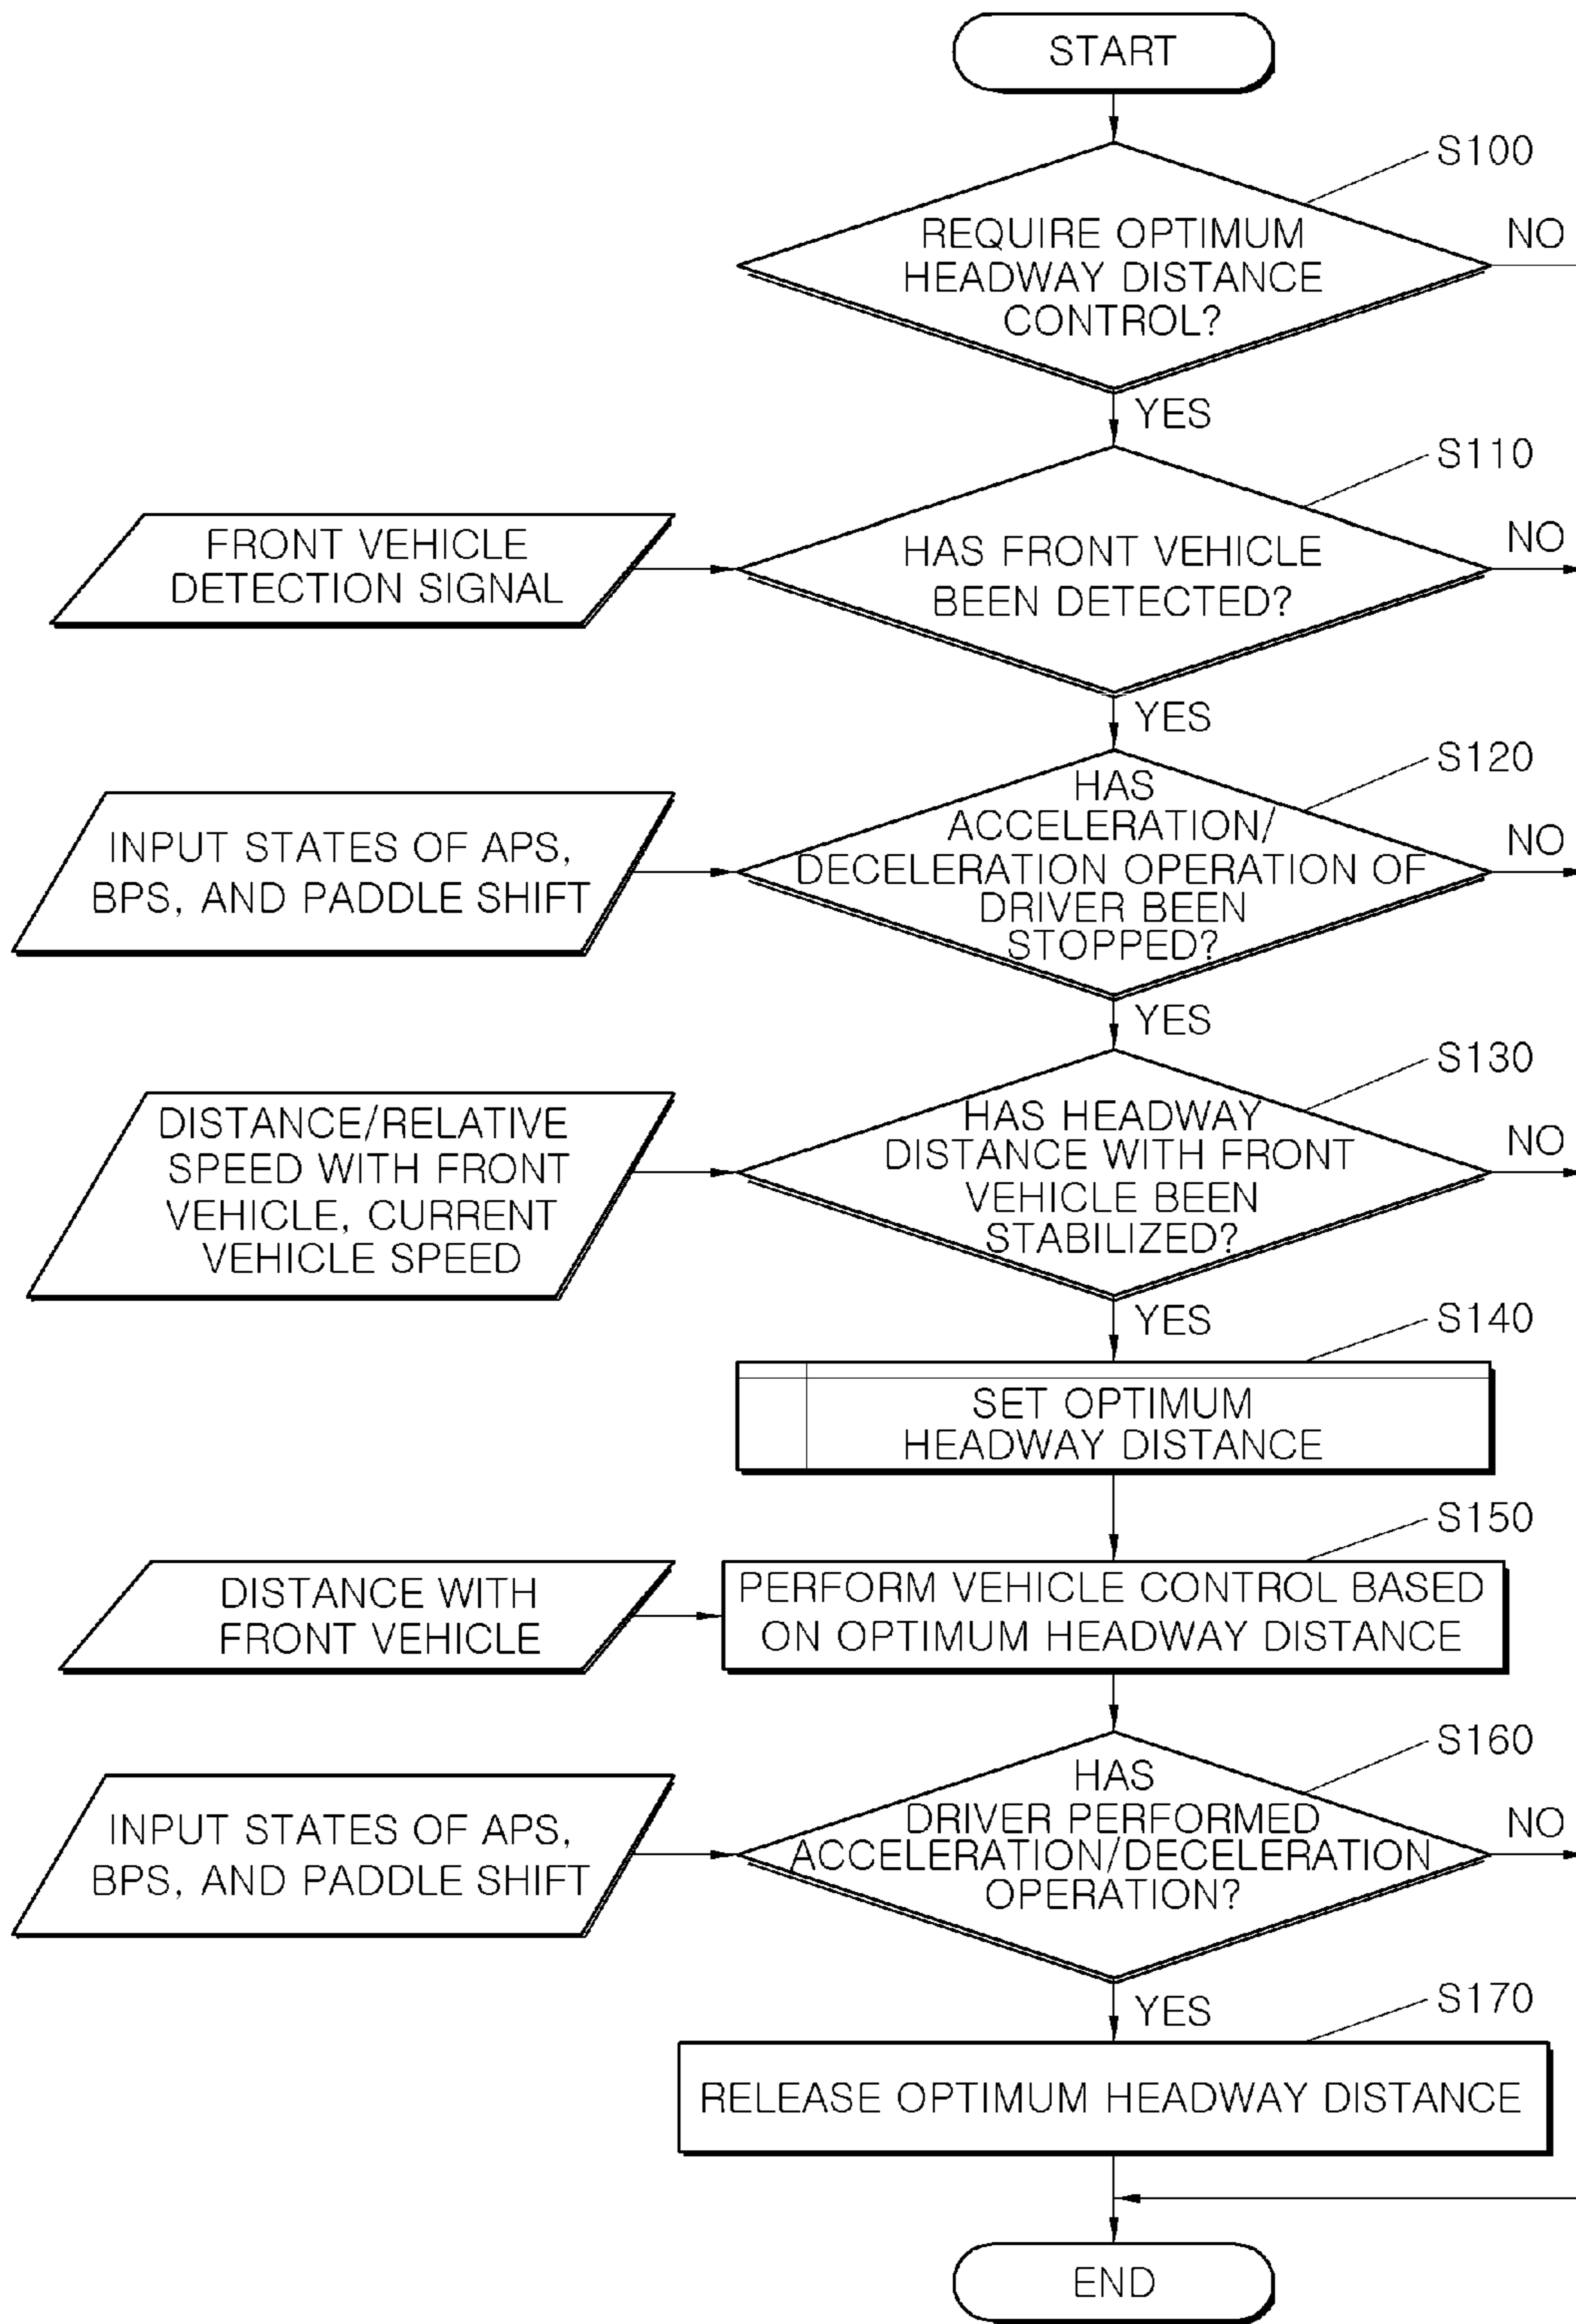 START
S100
REQUIRE OPTIMUM
HEADWAY DISTANCE
CONTROL?
NO
YES
S110
FRONT VEHICLE
DETECTION SIGNAL
HAS FRONT VEHICLE
BEEN DETECTED?
NO
YES
S120
INPUT STATES OF APS,
BPS, AND PADDLE SHIFT
HAS
ACCELERATION/
DECELERATION OPERATION OF
DRIVER BEEN
STOPPED?
NO
YES
S130
DISTANCE/RELATIVE
SPEED WITH FRONT
VEHICLE, CURRENT
VEHICLE SPEED
HAS HEADWAY
DISTANCE WITH FRONT
VEHICLE BEEN
STABILIZED?
NO
YES
S140
SET OPTIMUM
HEADWAY DISTANCE
S150
DISTANCE WITH
FRONT VEHICLE
PERFORM VEHICLE CONTROL BASED
ON OPTIMUM HEADWAY DISTANCE
S160
INPUT STATES OF APS,
BPS, AND PADDLE SHIFT
HAS
DRIVER PERFORMED
ACCELERATION/DECELERATION
OPERATION?
NO
YES
S170
RELEASE OPTIMUM HEADWAY DISTANCE
END